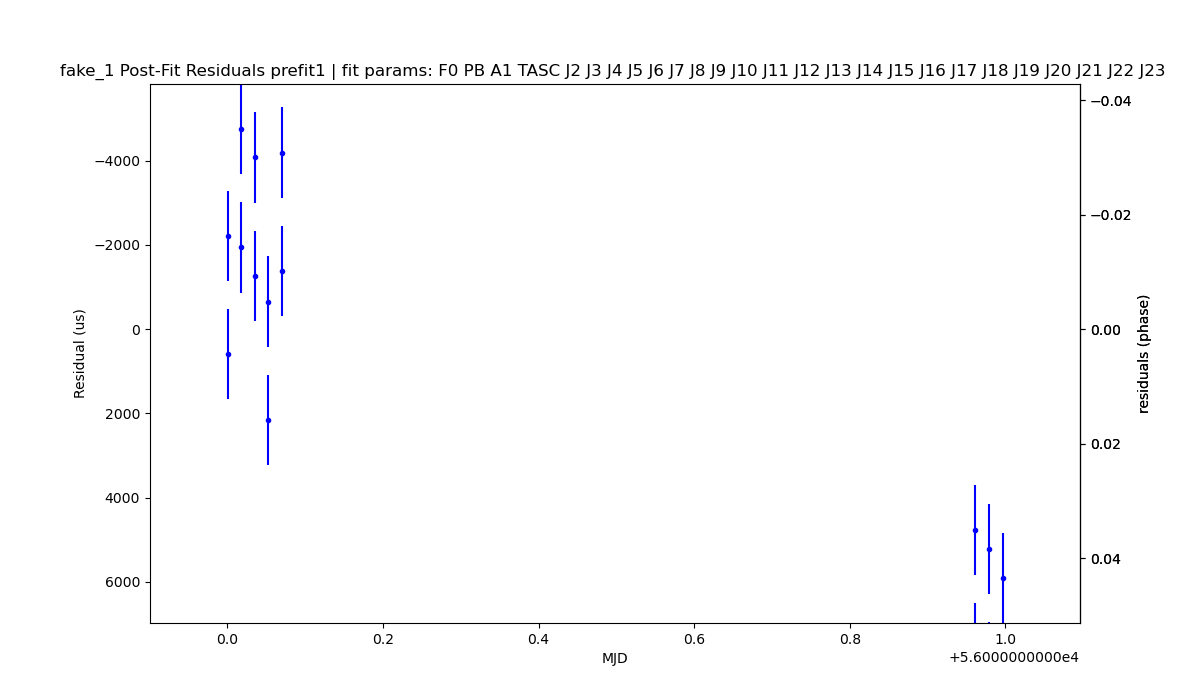 fake_1 Post-Fit Residuals prefit1 | fit params: F0 PB A1 TASC J2 J3 J4 J5 J6 J7 J8 J9 J10 J11 J12 J13 J14 J15 J16 J17 J18 J19 J20 J21 J22 J23
−4000
−2000
0
2000
4000
6000
Residual (us)
−0.04
−0.02
0.00
0.02
0.04
residuals (phase)
0.0 0.2 0.4 0.6 0.8 1.0
MJD
+5.6000000000e4